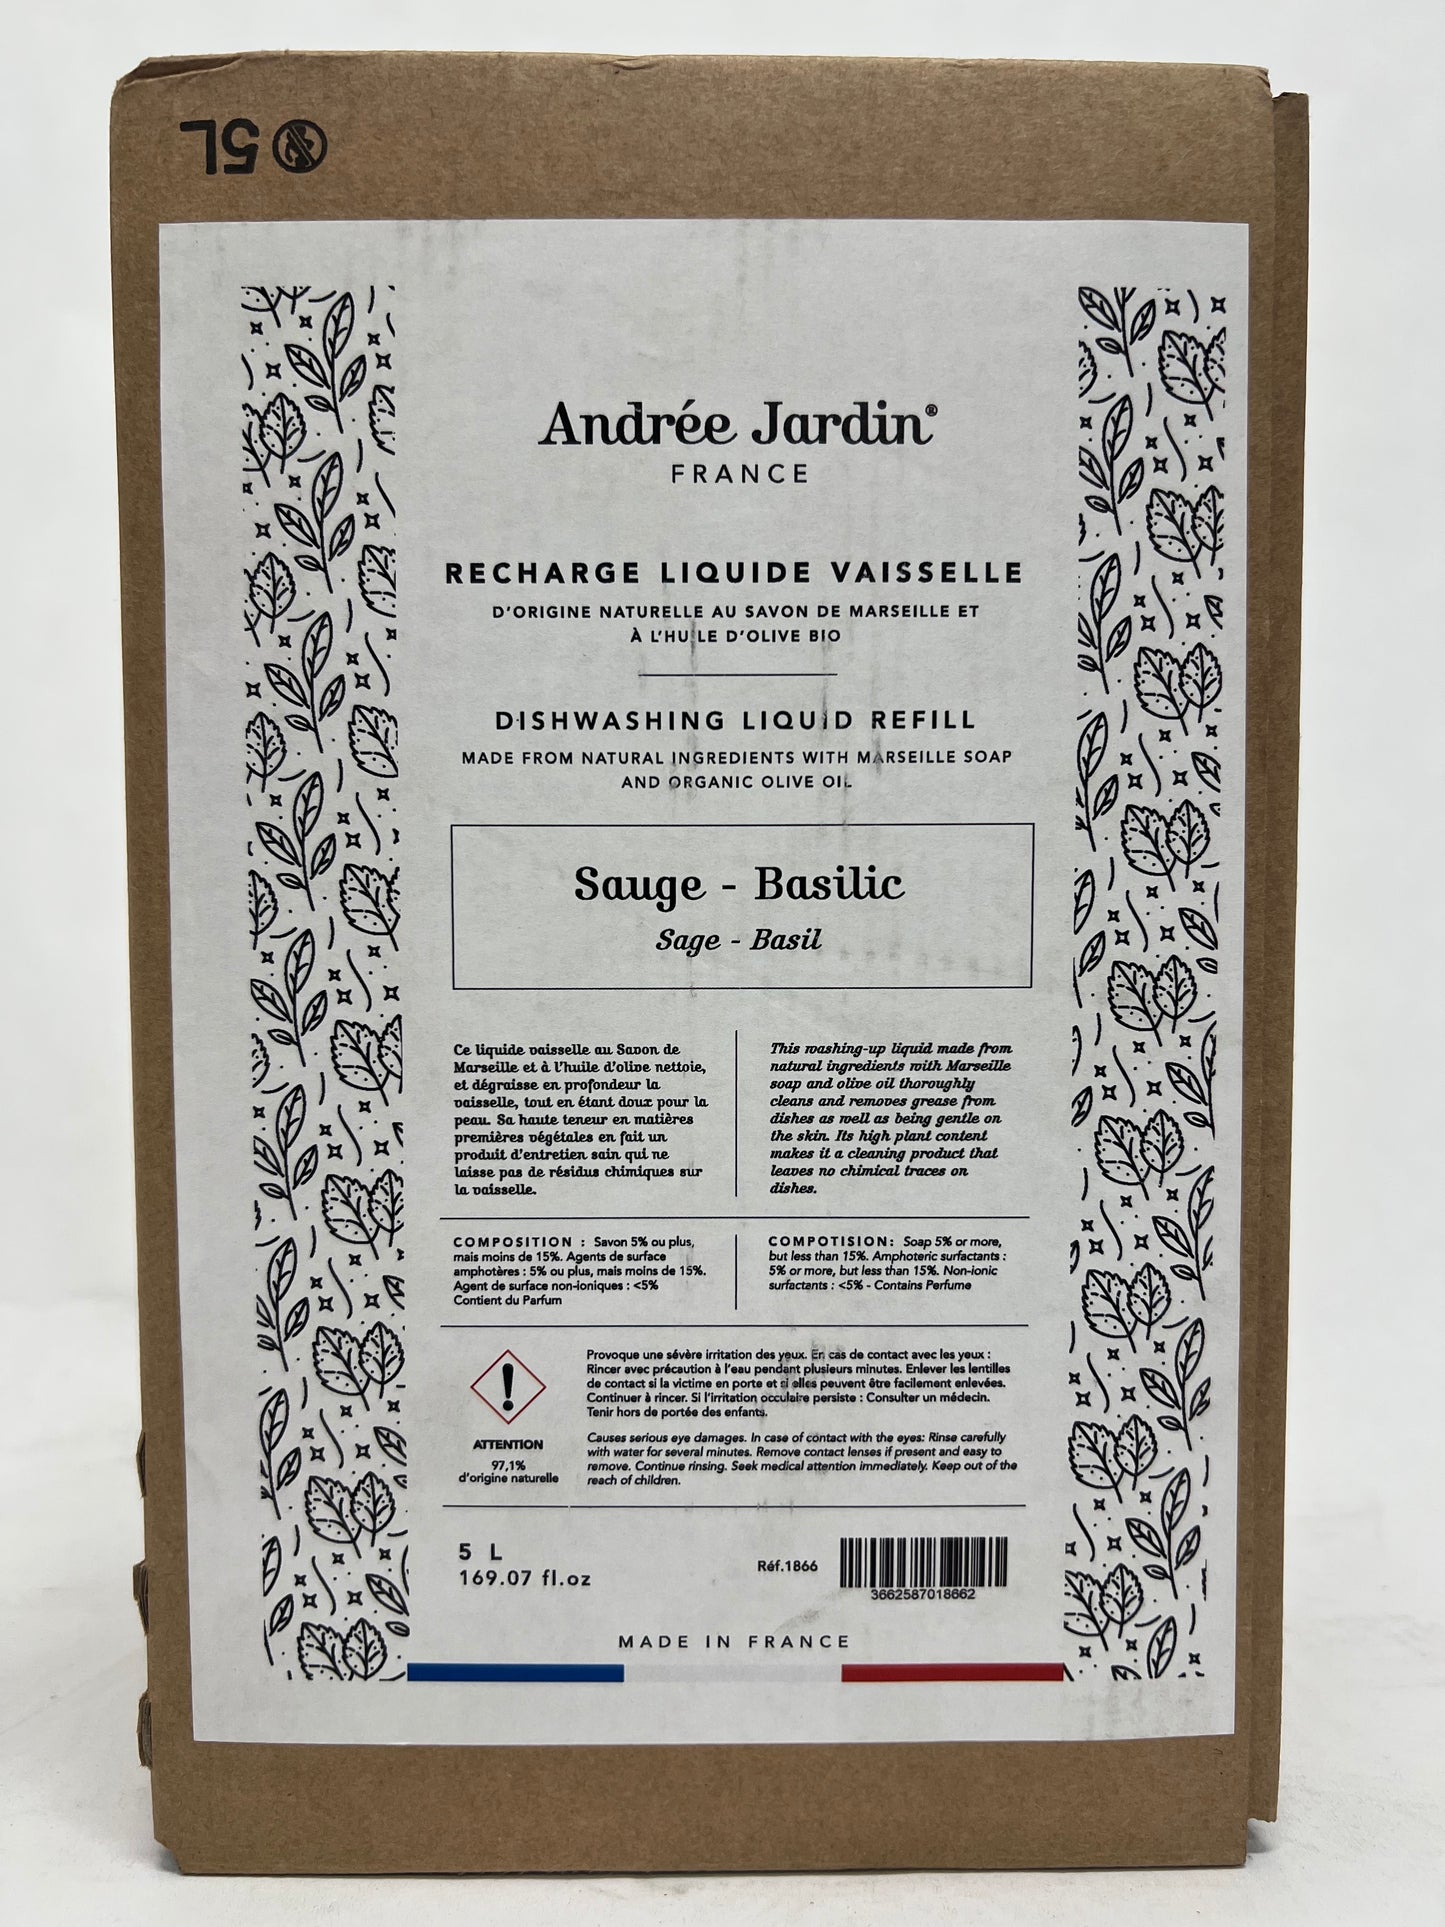 5L
Andrée Jardin®
FRANCE
RECHARGE LIQUIDE VAISSELLE
D'ORIGINE NATURELLE AU SAVON DE MARSEILLE ET
À L'HUILE D'OLIVE BIO
DISHWASHING LIQUID REFILL
MADE FROM NATURAL INGREDIENTS WITH MARSEILLE SOAP
AND ORGANIC OLIVE OIL
Sauge - Basilic
Sage - Basil
Ce liquide vaisselle au Savon de
Marseille et à l'huile d'olive nettoie,
et dégraisse en profondeur la
vaisselle, tout en étant doux pour la
peau. Sa haute teneur en matières
premières végétales en fait un
produit d'entretien sain qui ne
laisse pas de résidus chimiques sur
la vaisselle.
This washing-up liquid made from
natural ingredients with Marseille
soap and olive oil thoroughly
cleans and removes grease from
dishes as well as being gentle on
the skin. Its high plant content
makes it a cleaning product that
leaves no chimical traces on
dishes.
COMPOSITION : Savon 5% ou plus,
mais moins de 15%. Agents de surface
amphotères : 5% ou plus, mais moins de 15%.
Agent de surface non-ioniques : <5%
Contient du Parfum
COMPOTISION: Soap 5% or more,
but less than 15%. Amphoteric surfactants :
5% or more, but less than 15%. Non-ionic
surfactants : <5% - Contains Perfume
Provoque une sévère irritation des yeux. En cas de contact avec les yeux :
Rincer avec précaution à l'eau pendant plusieurs minutes. Enlever les lentilles
de contact si la victime en porte et si elles peuvent être facilement enlevées.
Continuer à rincer. Si l'irritation occulaire persiste : Consulter un médecin.
Tenir hors de portée des enfants.
Causes serious eye damages. In case of contact with the eyes: Rinse carefully
with water for several minutes. Remove contact lenses if present and easy to
remove. Continue rinsing. Seek medical attention immediately. Keep out of the
reach of children.
ATTENTION
97,1%
d'origine naturelle
5 L
169.07 fl.oz
Réf.1866
3662587018662
MADE IN FRANCE